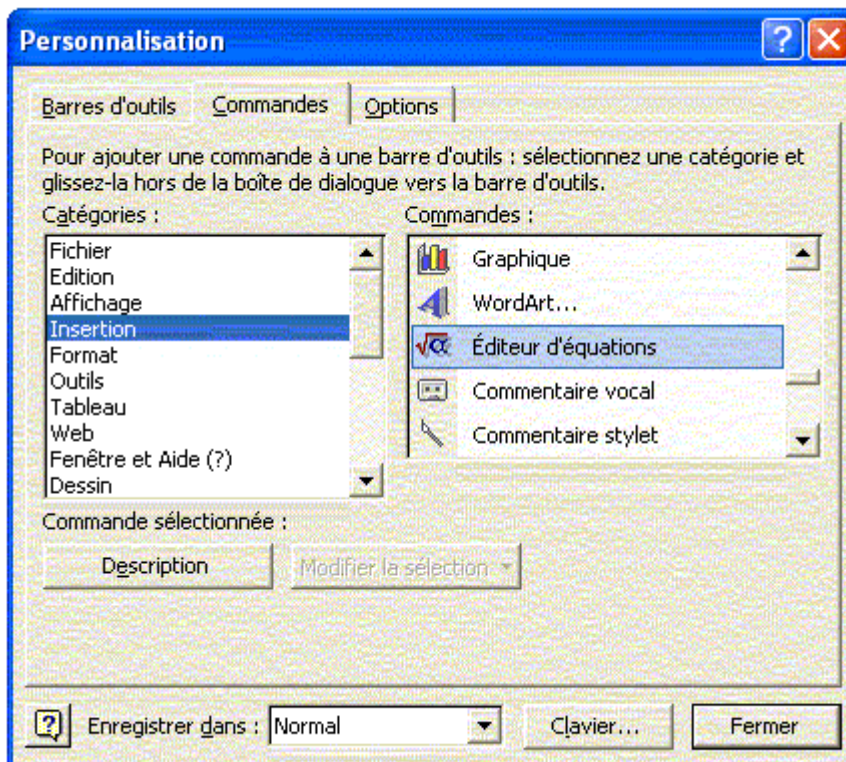 Personnalisation
Barres d'outils Commandes Options
Pour ajouter une commande à une barre d'outils : sélectionnez une catégorie et
glissez-la hors de la boîte de dialogue vers la barre d'outils.
Catégories :
Fichier
Edition
Affichage
Insertion
Format
Outils
Tableau
Web
Fenêtre et Aide (?)
Dessin
Commandes :
Graphique
WordArt...
Éditeur d'équations
Commentaire vocal
Commentaire stylet
Commande sélectionnée :
Description Modifier la sélection
Enregistrer dans : Normal Clavier... Fermer